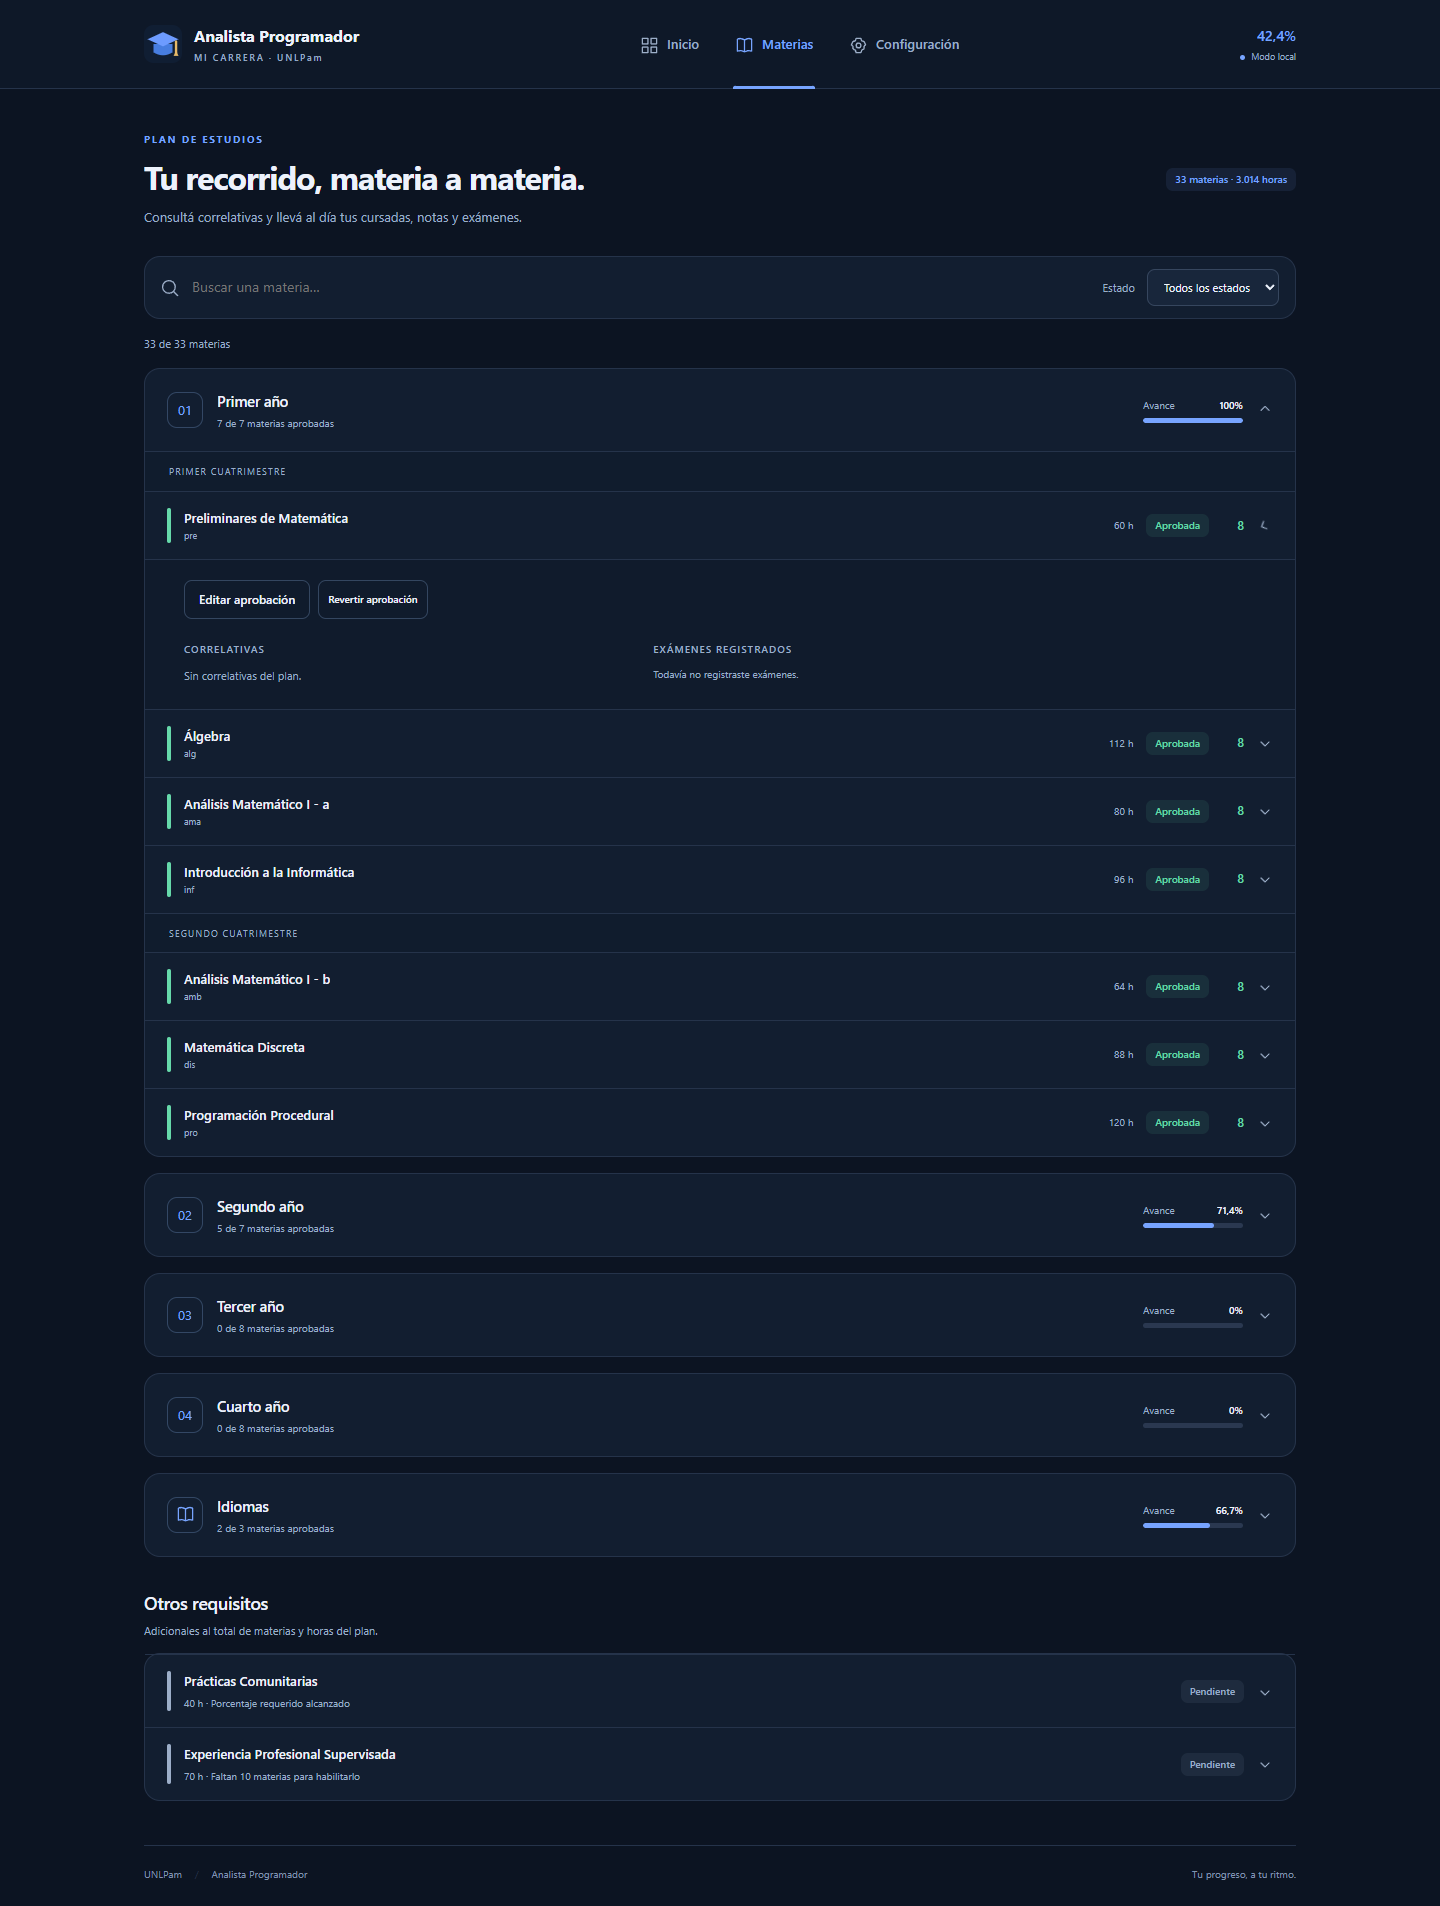 Analista Programador
MI CARRERA · UNLPam
Inicio
Materias
Configuración
42,4%
Modo local
PLAN DE ESTUDIOS
Tu recorrido, materia a materia.
33 materias · 3.014 horas
Consultá correlativas y llevá al día tus cursadas, notas y exámenes.
Buscar una materia...
Estado
Todos los estados
33 de 33 materias
01
Primer año
7 de 7 materias aprobadas
Avance 100%
PRIMER CUATRIMESTRE
Preliminares de Matemática
pre
60 h Aprobada 8
Editar aprobación
Revertir aprobación
CORRELATIVAS
Sin correlativas del plan.
EXÁMENES REGISTRADOS
Todavía no registraste exámenes.
Álgebra
alg
112 h Aprobada 8
Análisis Matemático I - a
ama
80 h Aprobada 8
Introducción a la Informática
inf
96 h Aprobada 8
SEGUNDO CUATRIMESTRE
Análisis Matemático I - b
amb
64 h Aprobada 8
Matemática Discreta
dis
88 h Aprobada 8
Programación Procedural
pro
120 h Aprobada 8
02
Segundo año
5 de 7 materias aprobadas
Avance 71,4%
03
Tercer año
0 de 8 materias aprobadas
Avance 0%
04
Cuarto año
0 de 8 materias aprobadas
Avance 0%
Idiomas
2 de 3 materias aprobadas
Avance 66,7%
Otros requisitos
Adicionales al total de materias y horas del plan.
Prácticas Comunitarias
40 h · Porcentaje requerido alcanzado
Pendiente
Experiencia Profesional Supervisada
70 h · Faltan 10 materias para habilitarlo
Pendiente
UNLPam / Analista Programador
Tu progreso, a tu ritmo.